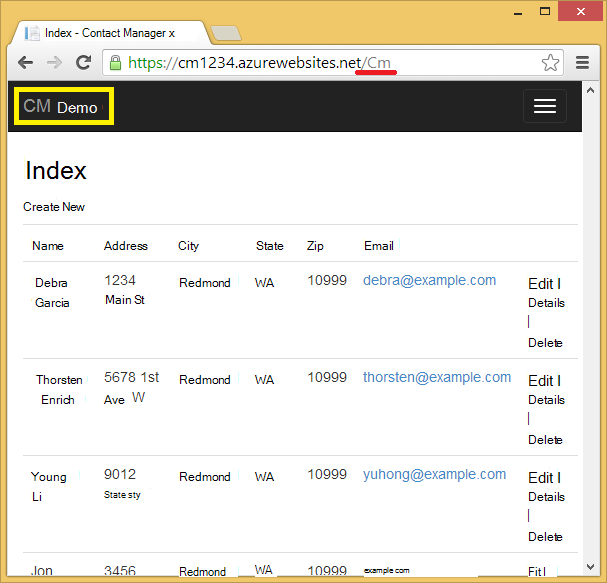 Index - Contact Manager x
https://cm1234.azurewebsites.net/Cm
CM Demo
Index
Create New
Name Address City State Zip Email
Debra 1234 Redmond WA 10999 debra@example.com Edit I
Garcia Main St Details
|
Delete
Thorsten 5678 1st Redmond WA 10999 thorsten@example.com Edit I
Enrich Ave W Details
|
Delete
Young 9012 Redmond WA 10999 yuhong@example.com Edit I
Li State sty Details
|
Delete
Jon 3456 Redmond WA 10999 example.com Fit I